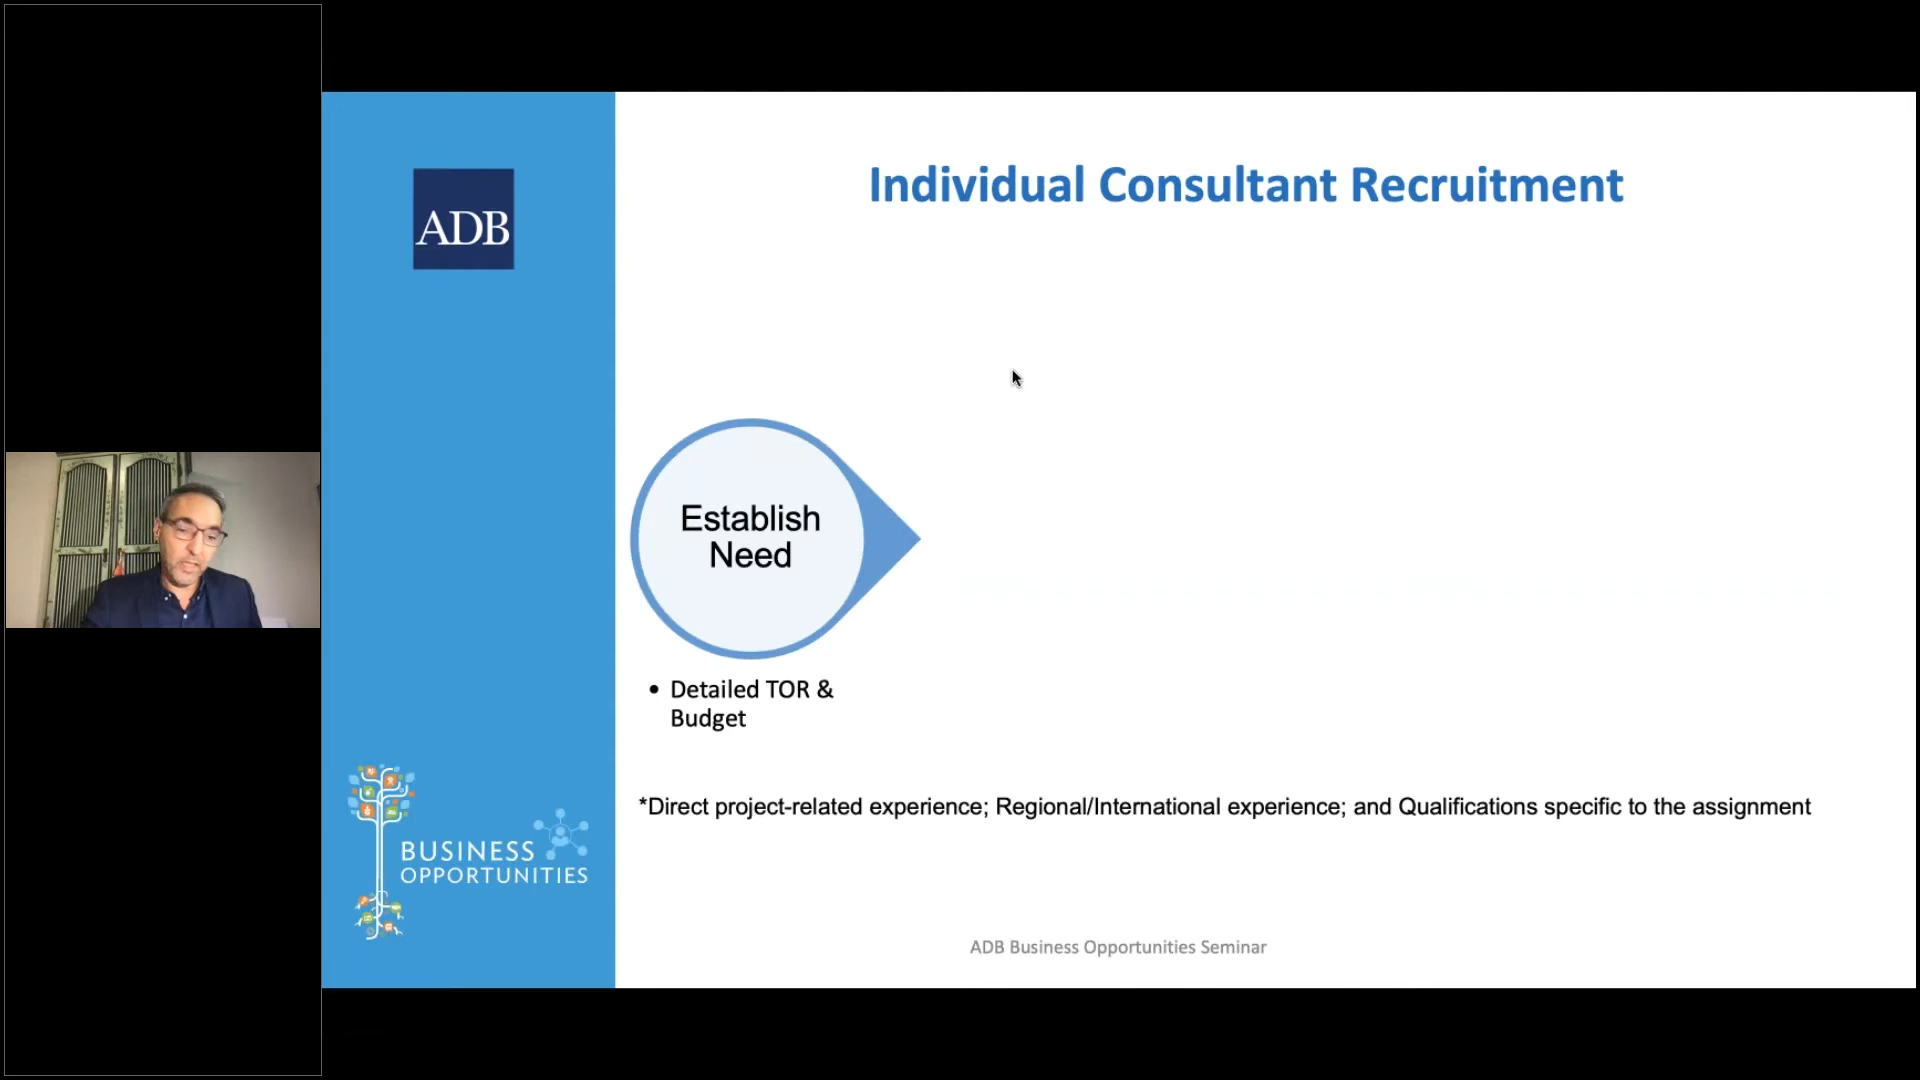 ADB
Individual Consultant Recruitment
Establish
Need
• Detailed TOR &
Budget
*Direct project-related experience; Regional/International experience; and Qualifications specific to the assignment
BUSINESS
OPPORTUNITIES
ADB Business Opportunities Seminar